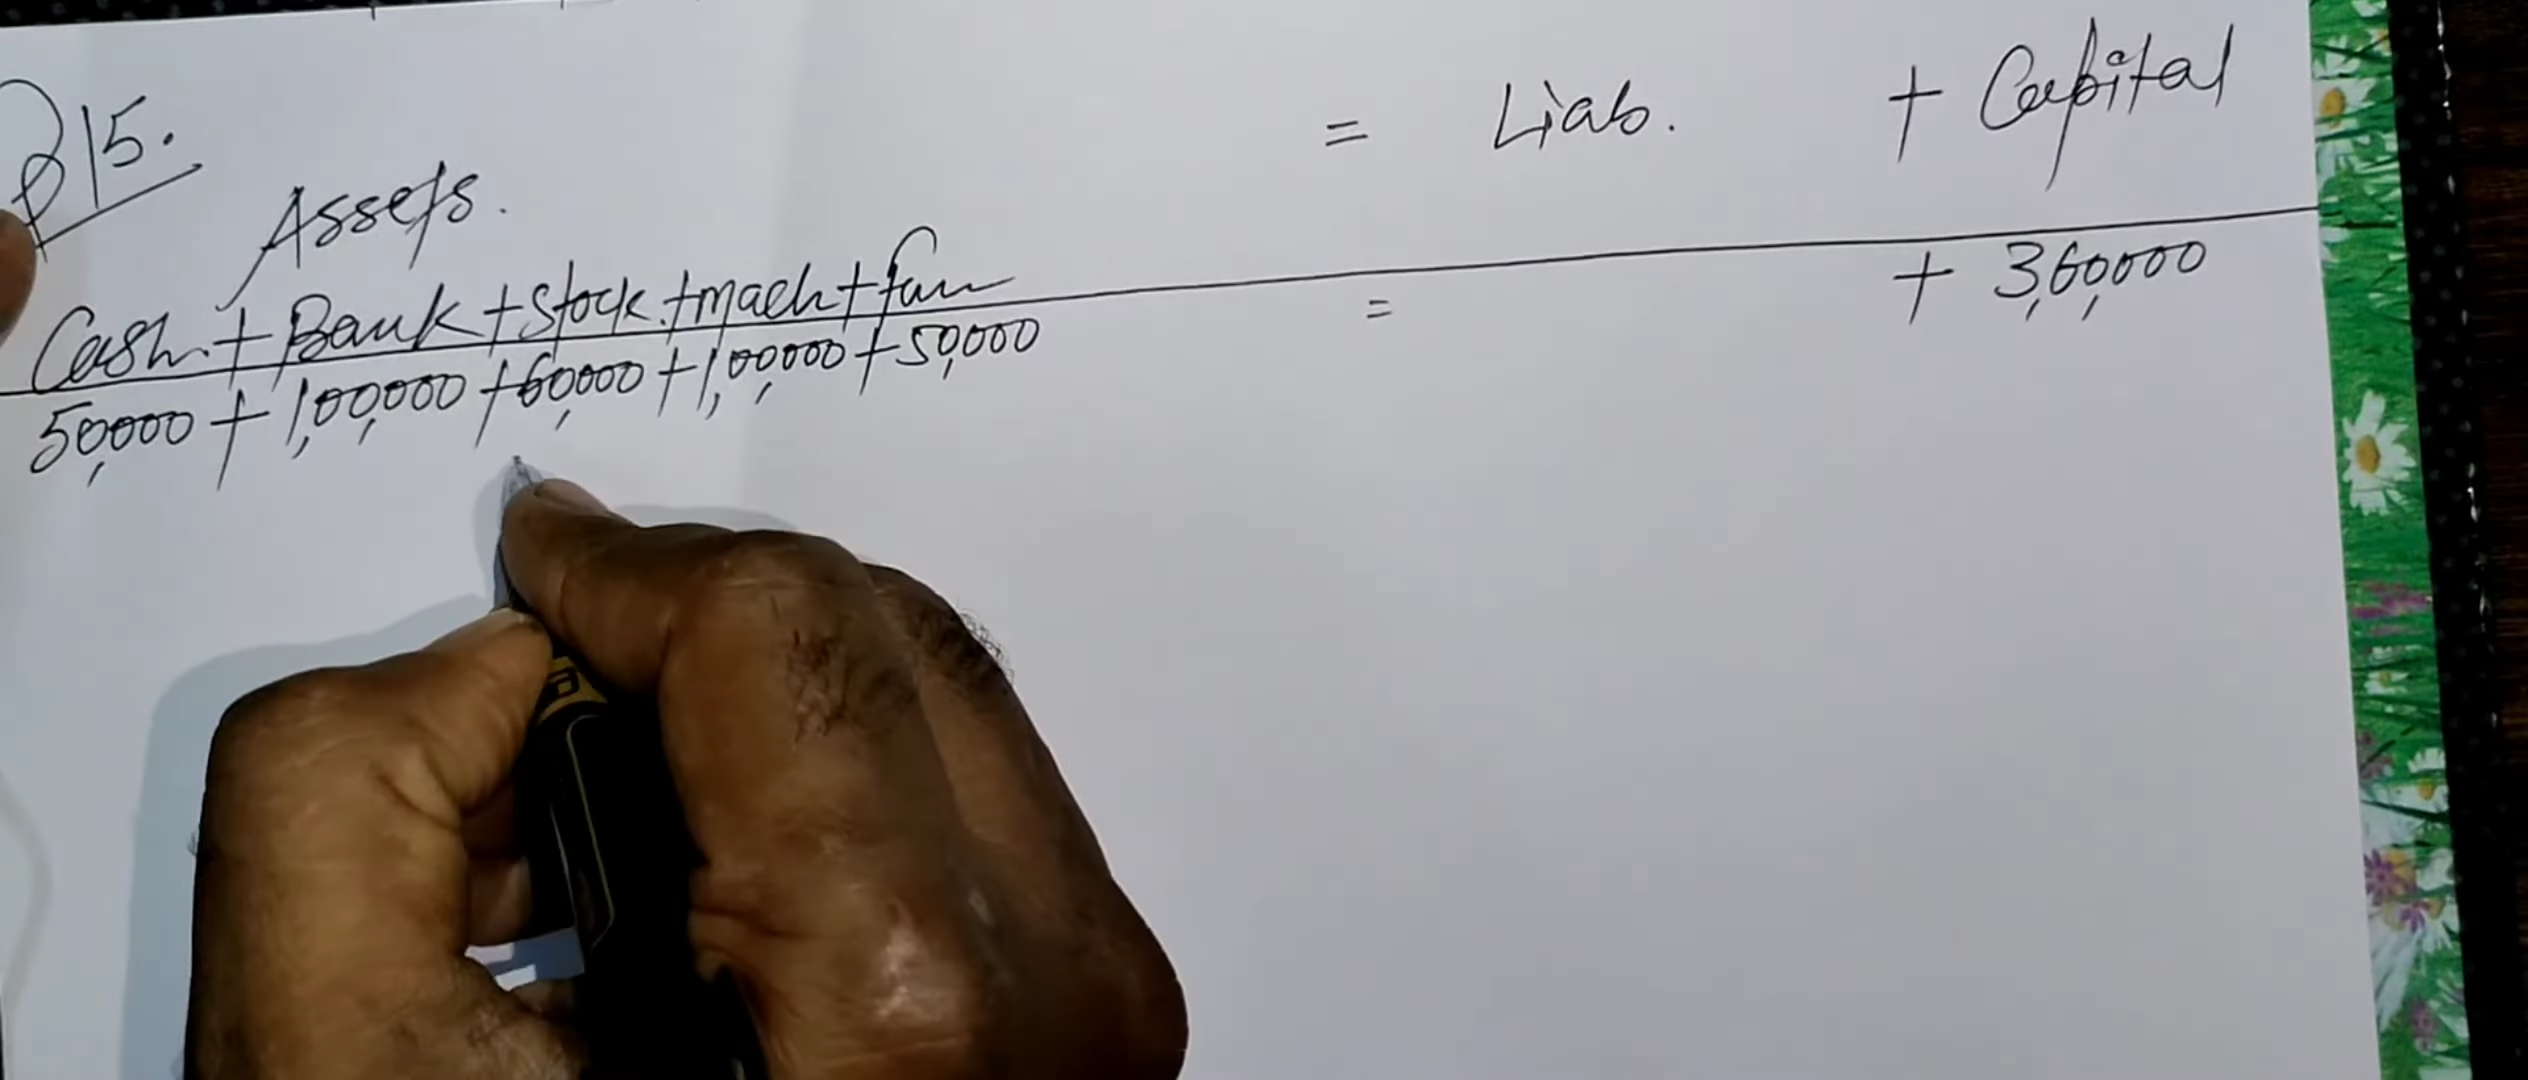 Q15.
Assets. = Liab. + Capital
Cash + Bank + Stock + mach + fur
50,000 + 1,00,000 + 60,000 + 1,00,000 + 50,000 = + 3,60,000